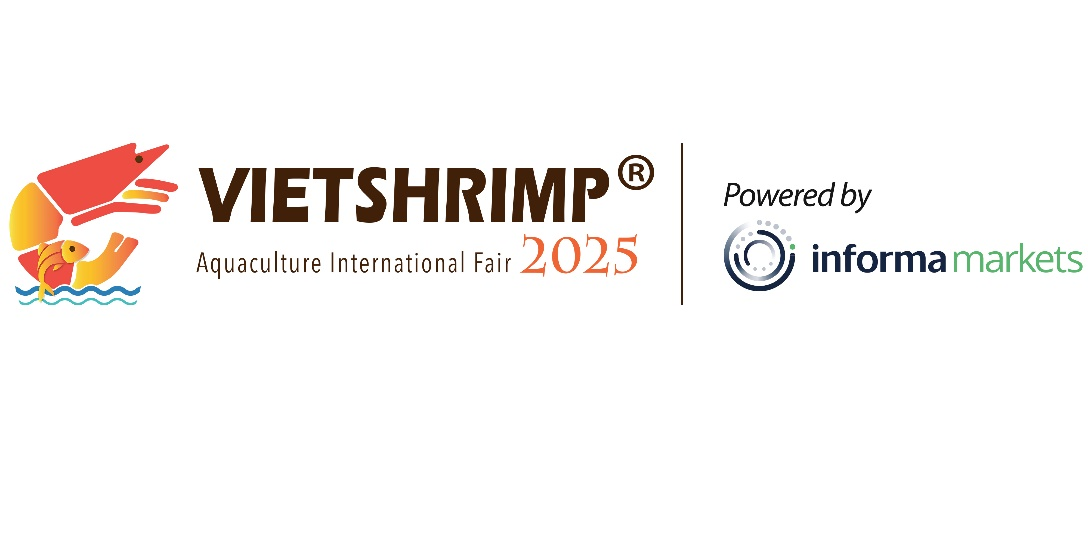 VIETSHRIMP®
Aquaculture International Fair 2025
Powered by
informa markets